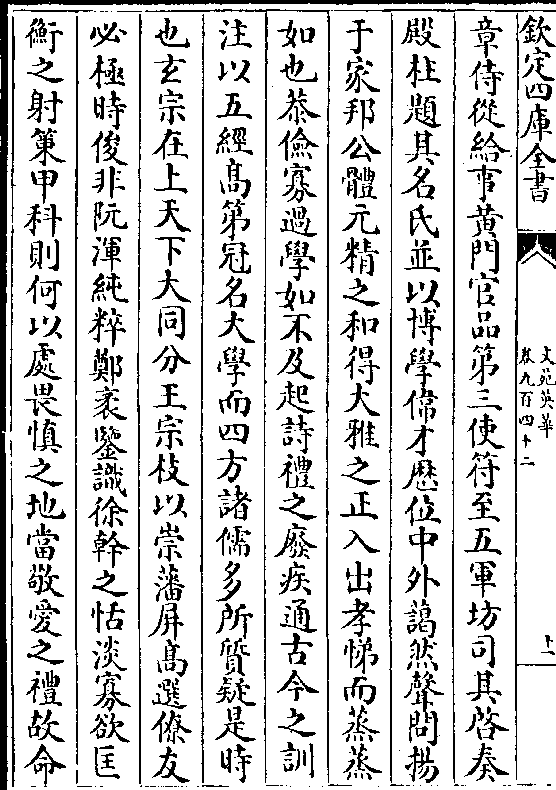 欽定四庫全書
文苑英華
卷九百四十二
十二
章侍從給事黄門官品第三使符至五軍坊司其啓奏
殿柱題其名氏並以博學偉才歴位中外藹然聲問揚
于家邦公體元精之和得大雅之正入出孝悌而蒸蒸
如也恭儉寡過學如不及起詩禮之廢疾通古今之訓
注以五經高第冠名大學而四方諸儒多所質疑是時
也玄宗在上天下大同分王宗枝以崇藩屏高選僚友
必極時俊非阮渾純粹鄭袤鑒識徐幹之恬淡寡欲匡
衡之射策甲科則何以處畏慎之地當敬愛之禮故命